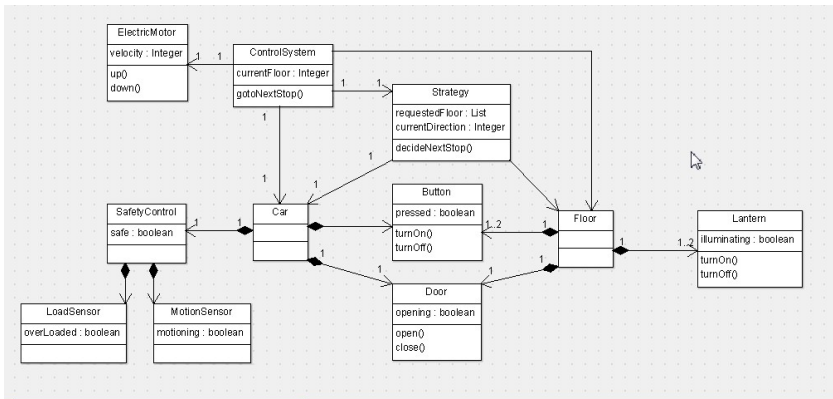 ElectricMotor
velocity : Integer
up()
down()
1
1
ControlSystem
currentFloor : Integer
gotoNextStop()
1
1
Strategy
requestedFloor : List
currentDirection : Integer
decideNextStop()
1
1
1
1
SafetyControl
safe : boolean
1
1
Car
Button
pressed : boolean
turnOn()
turnOff()
1..2
1
Floor
1
1..2
Lantern
illuminating : boolean
turnOn()
turnOff()
1
1
1
1
Door
opening : boolean
open()
close()
LoadSensor
overLoaded : boolean
MotionSensor
motioning : boolean